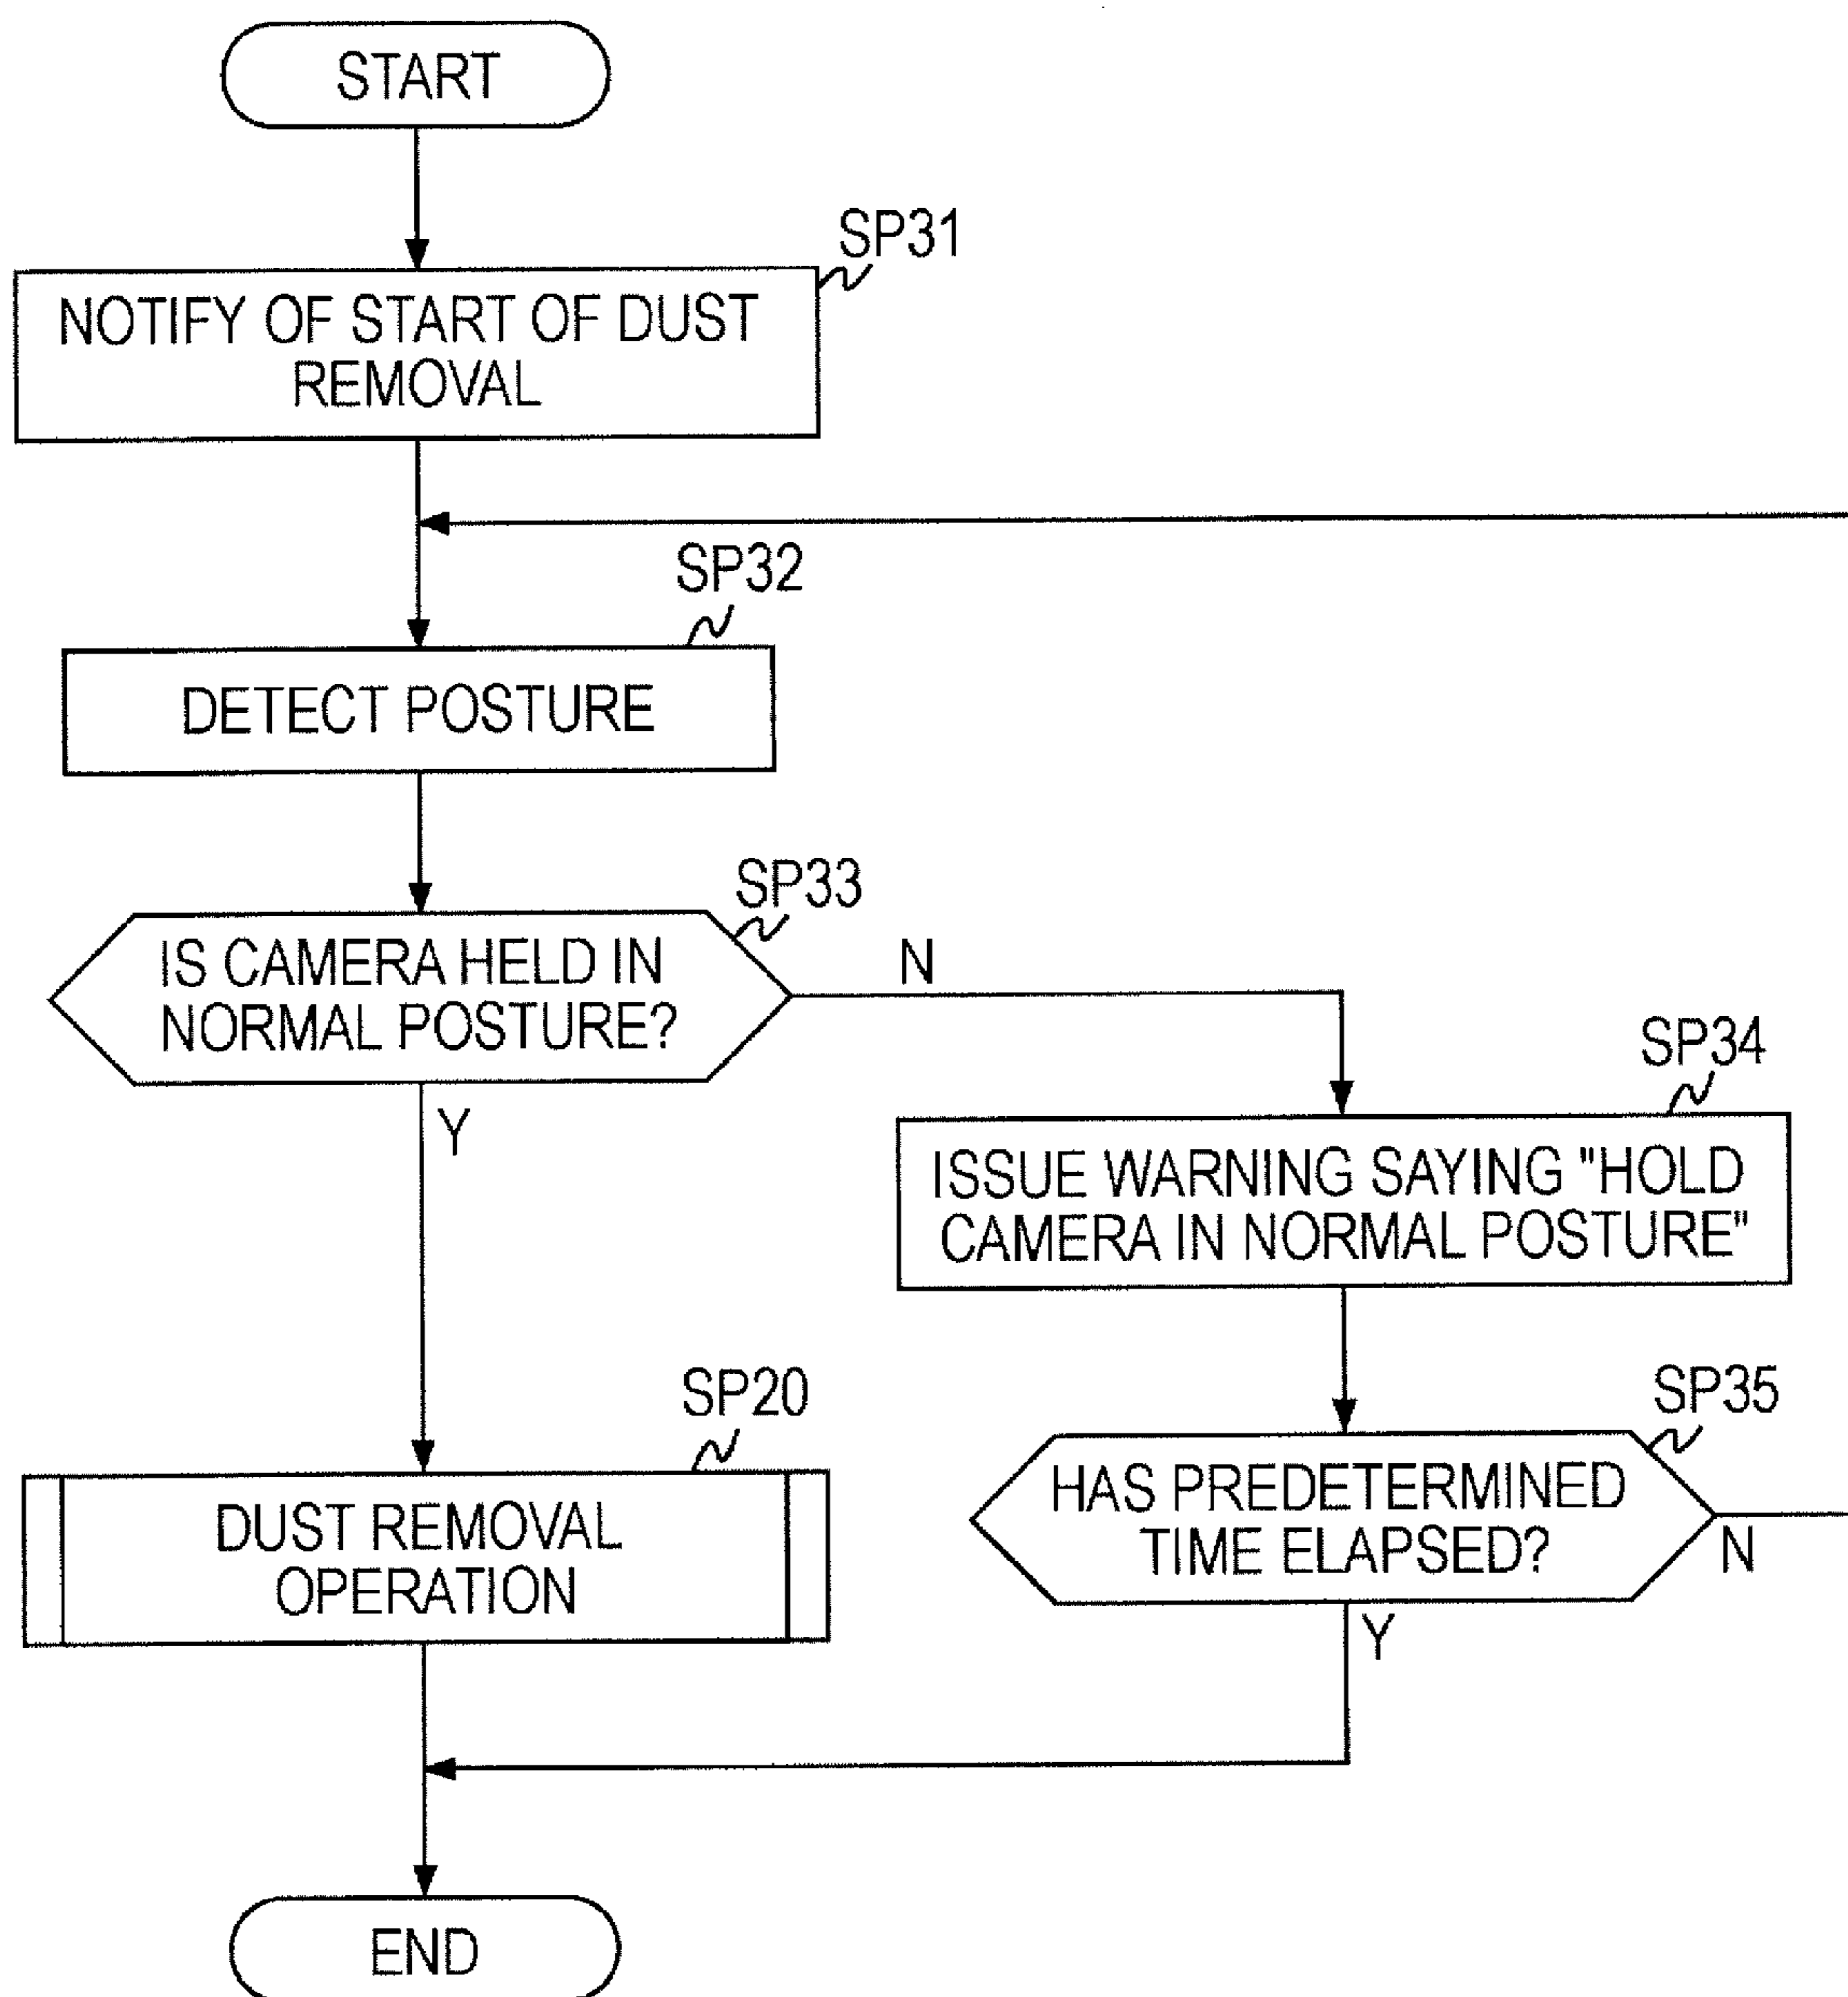 START
SP31
NOTIFY OF START OF DUST
REMOVAL
SP32
DETECT POSTURE
SP33
IS CAMERA HELD IN
NORMAL POSTURE?
N
Y
SP34
ISSUE WARNING SAYING "HOLD
CAMERA IN NORMAL POSTURE"
SP35
HAS PREDETERMINED
TIME ELAPSED?
N
Y
SP20
DUST REMOVAL
OPERATION
END